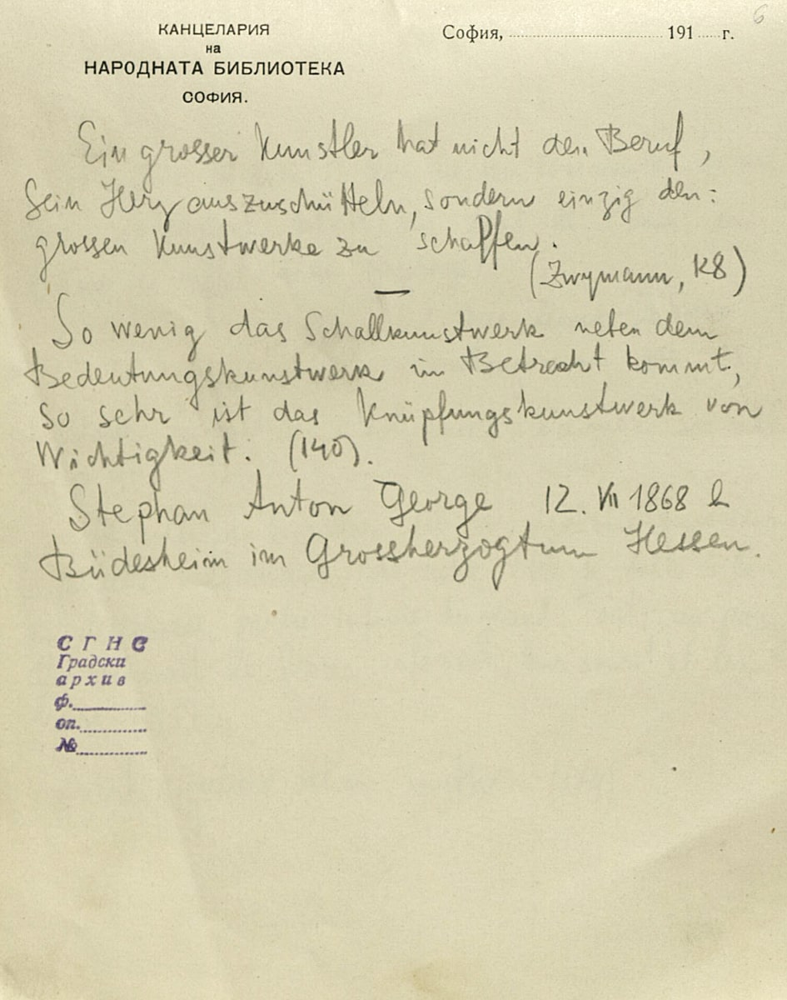 6
КАНЦЕЛАРИЯ
на
НАРОДНАТА БИБЛИОТЕКА
СОФИЯ.
София, 191 г.
Ein grosser Künstler hat nicht den Beruf,
sein Herz auszuschütteln, sondern einzig den:
grossen Kunstwerke zu schaffen.
(Zwymann, K8)
—
So wenig das Schallkunstwerk neben dem
Bedeutungskunstwerk in Betracht kommt,
so sehr ist das Knüpfungskunstwerk von
Wichtigkeit. (140).
Stephan Anton George 12. VII 1868
Büdesheim im Grossherzogtum Hessen.
СГНС
Градски
архив
ф.
оп.
№